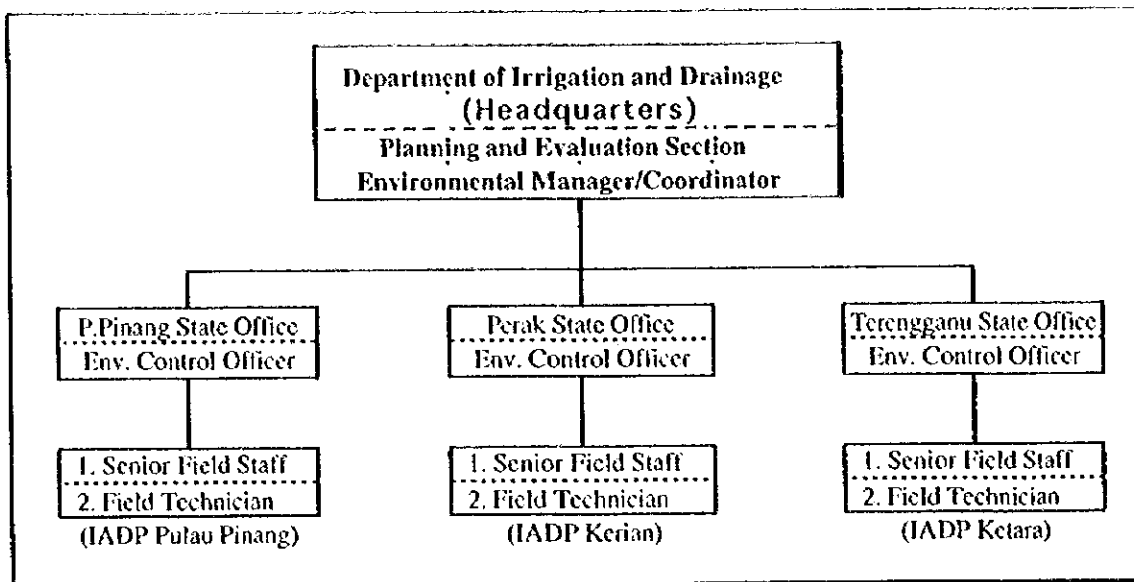 Department of Irrigation and Drainage
(Headquarters)
Planning and Evaluation Section
Environmental Manager/Coordinator
P.Pinang State Office
Env. Control Officer
Perak State Office
Env. Control Officer
Terengganu State Office
Env. Control Officer
1. Senior Field Staff
2. Field Technician
(IADP Pulau Pinang)
1. Senior Field Staff
2. Field Technician
(IADP Kerian)
1. Senior Field Staff
2. Field Technician
(IADP Ketara)